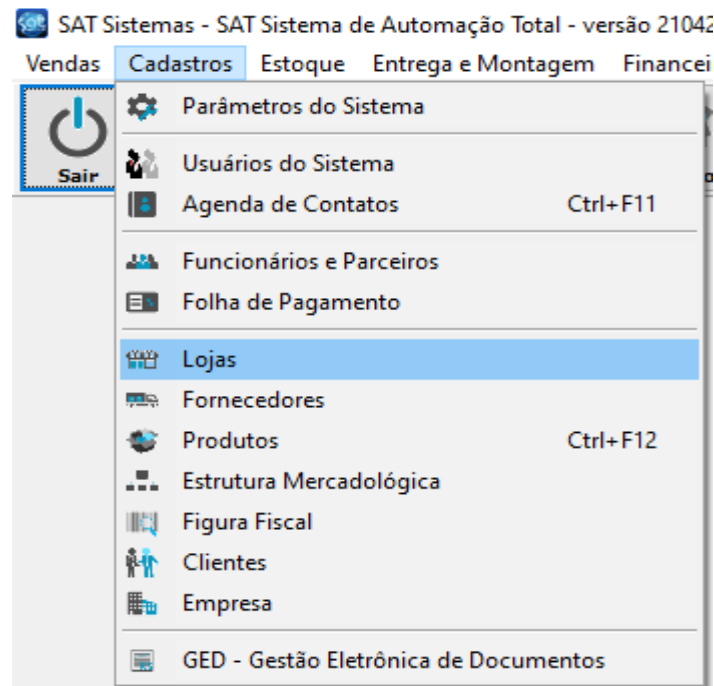 SAT Sistemas - SAT Sistema de Automação Total - versão 21042
Vendas Cadastros Estoque Entrega e Montagem Financei
Sair
Parâmetros do Sistema
Usuários do Sistema
Agenda de Contatos Ctrl+F11
Funcionários e Parceiros
Folha de Pagamento
Lojas
Fornecedores
Produtos Ctrl+F12
Estrutura Mercadológica
Figura Fiscal
Clientes
Empresa
GED - Gestão Eletrônica de Documentos